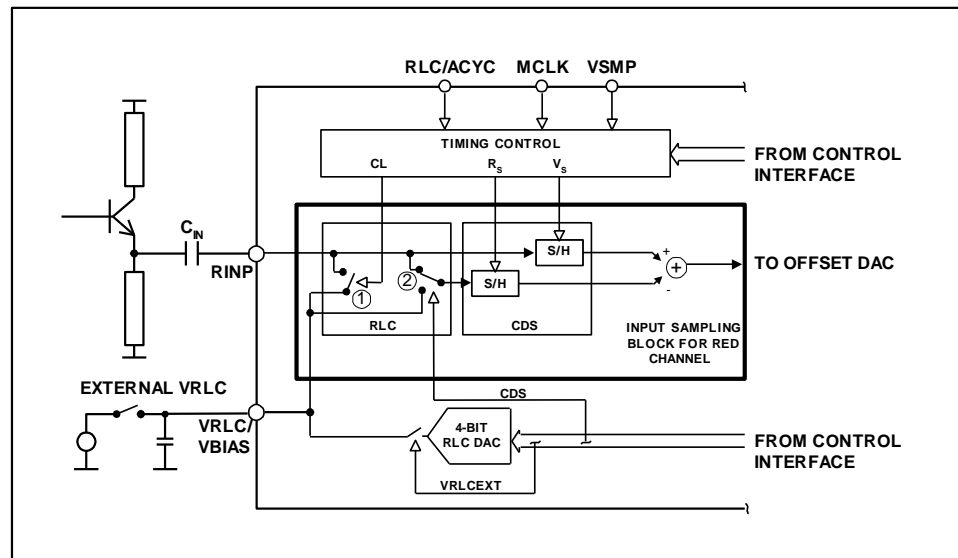 RLC/ACYC MCLK VSMP
TIMING CONTROL
CL RS VS
FROM CONTROL
INTERFACE
CIN
RINP
S/H
+
TO OFFSET DAC
2
S/H
+
1
-
RLC
CDS
INPUT SAMPLING
BLOCK FOR RED
CHANNEL
EXTERNAL VRLC
CDS
VRLC/
VBIAS
4-BIT
RLC DAC
FROM CONTROL
INTERFACE
VRLCEXT